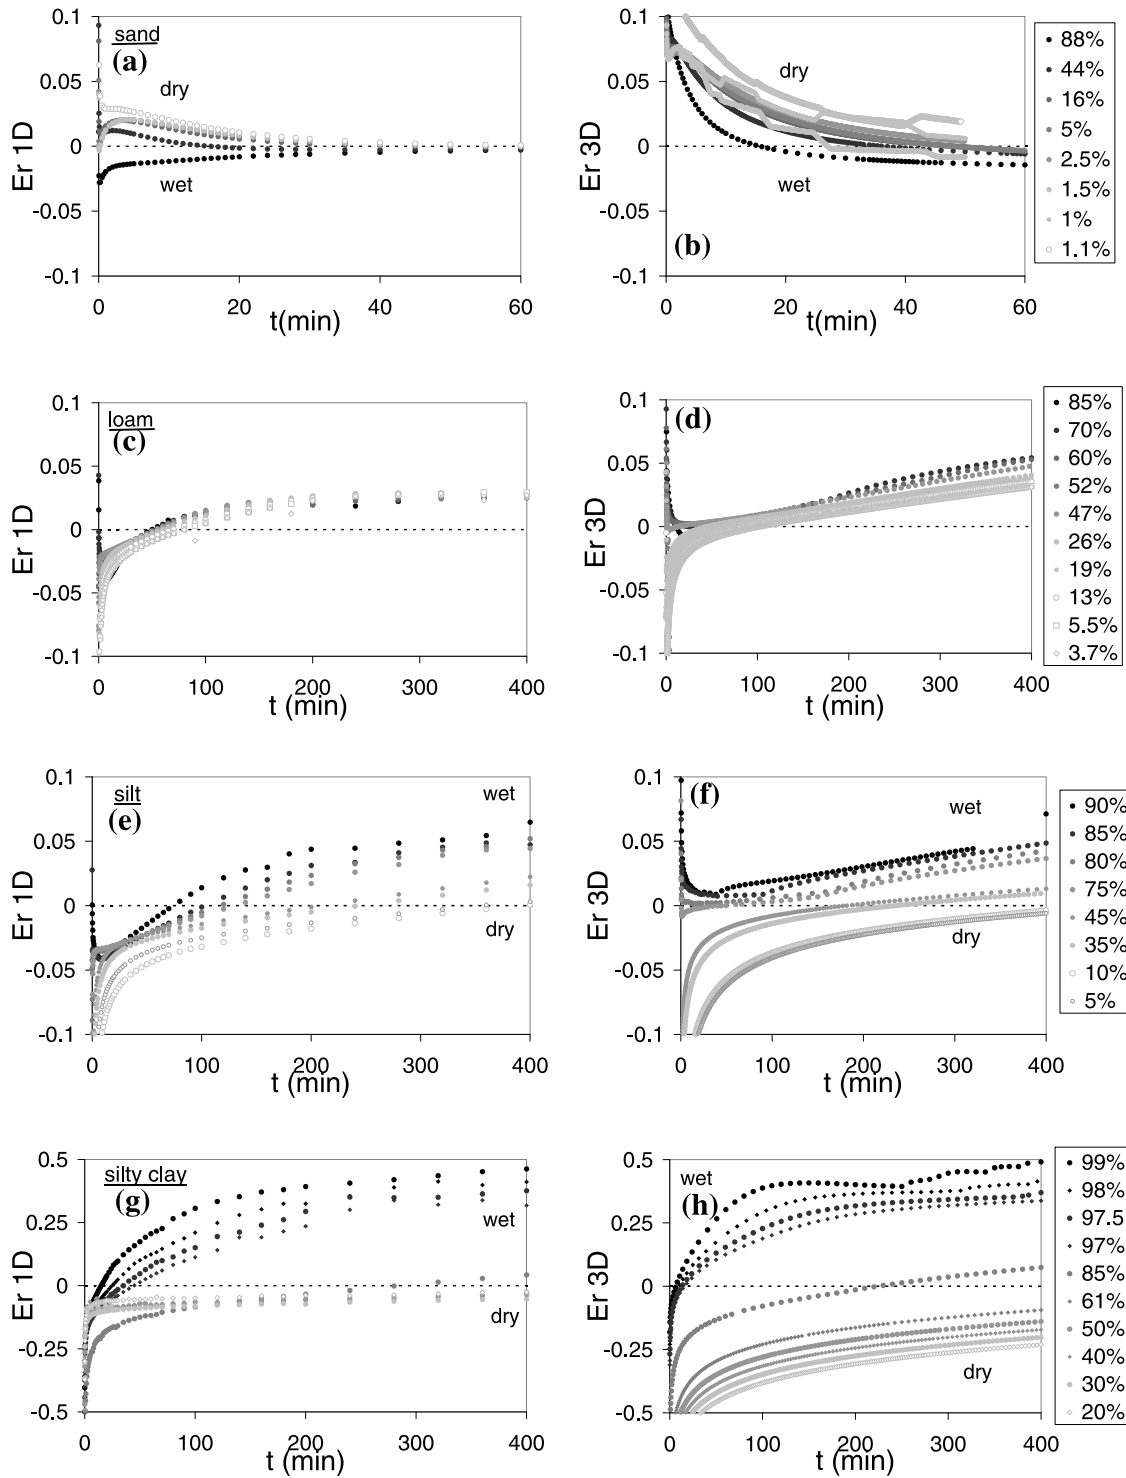 0.1
0.05
0
-0.05
-0.1
Er 1D
sand
(a)
dry
wet
0 20 40 60
t(min)
0.1
0.05
0
-0.05
-0.1
Er 3D
dry
wet
(b)
0 20 40 60
t(min)
88%
44%
16%
5%
2.5%
1.5%
1%
1.1%
0.1
0.05
0
-0.05
-0.1
Er 1D
loam
(c)
0 100 200 300 400
t (min)
0.1
0.05
0
-0.05
-0.1
Er 3D
(d)
0 100 200 300 400
t (min)
85%
70%
60%
52%
47%
26%
19%
13%
5.5%
3.7%
0.1
0.05
0
-0.05
-0.1
Er 1D
silt
(e)
wet
dry
0 100 200 300 400
t (min)
0.1
0.05
0
-0.05
-0.1
Er 3D
(f)
wet
dry
0 100 200 300 400
t (min)
90%
85%
80%
75%
45%
35%
10%
5%
0.5
0.25
0
-0.25
-0.5
Er 1D
silty clay
(g)
wet
dry
0 100 200 300 400
t (min)
0.5
0.25
0
-0.25
-0.5
Er 3D
wet
(h)
dry
0 100 200 300 400
t (min)
99%
98%
97.5
97%
85%
61%
50%
40%
30%
20%